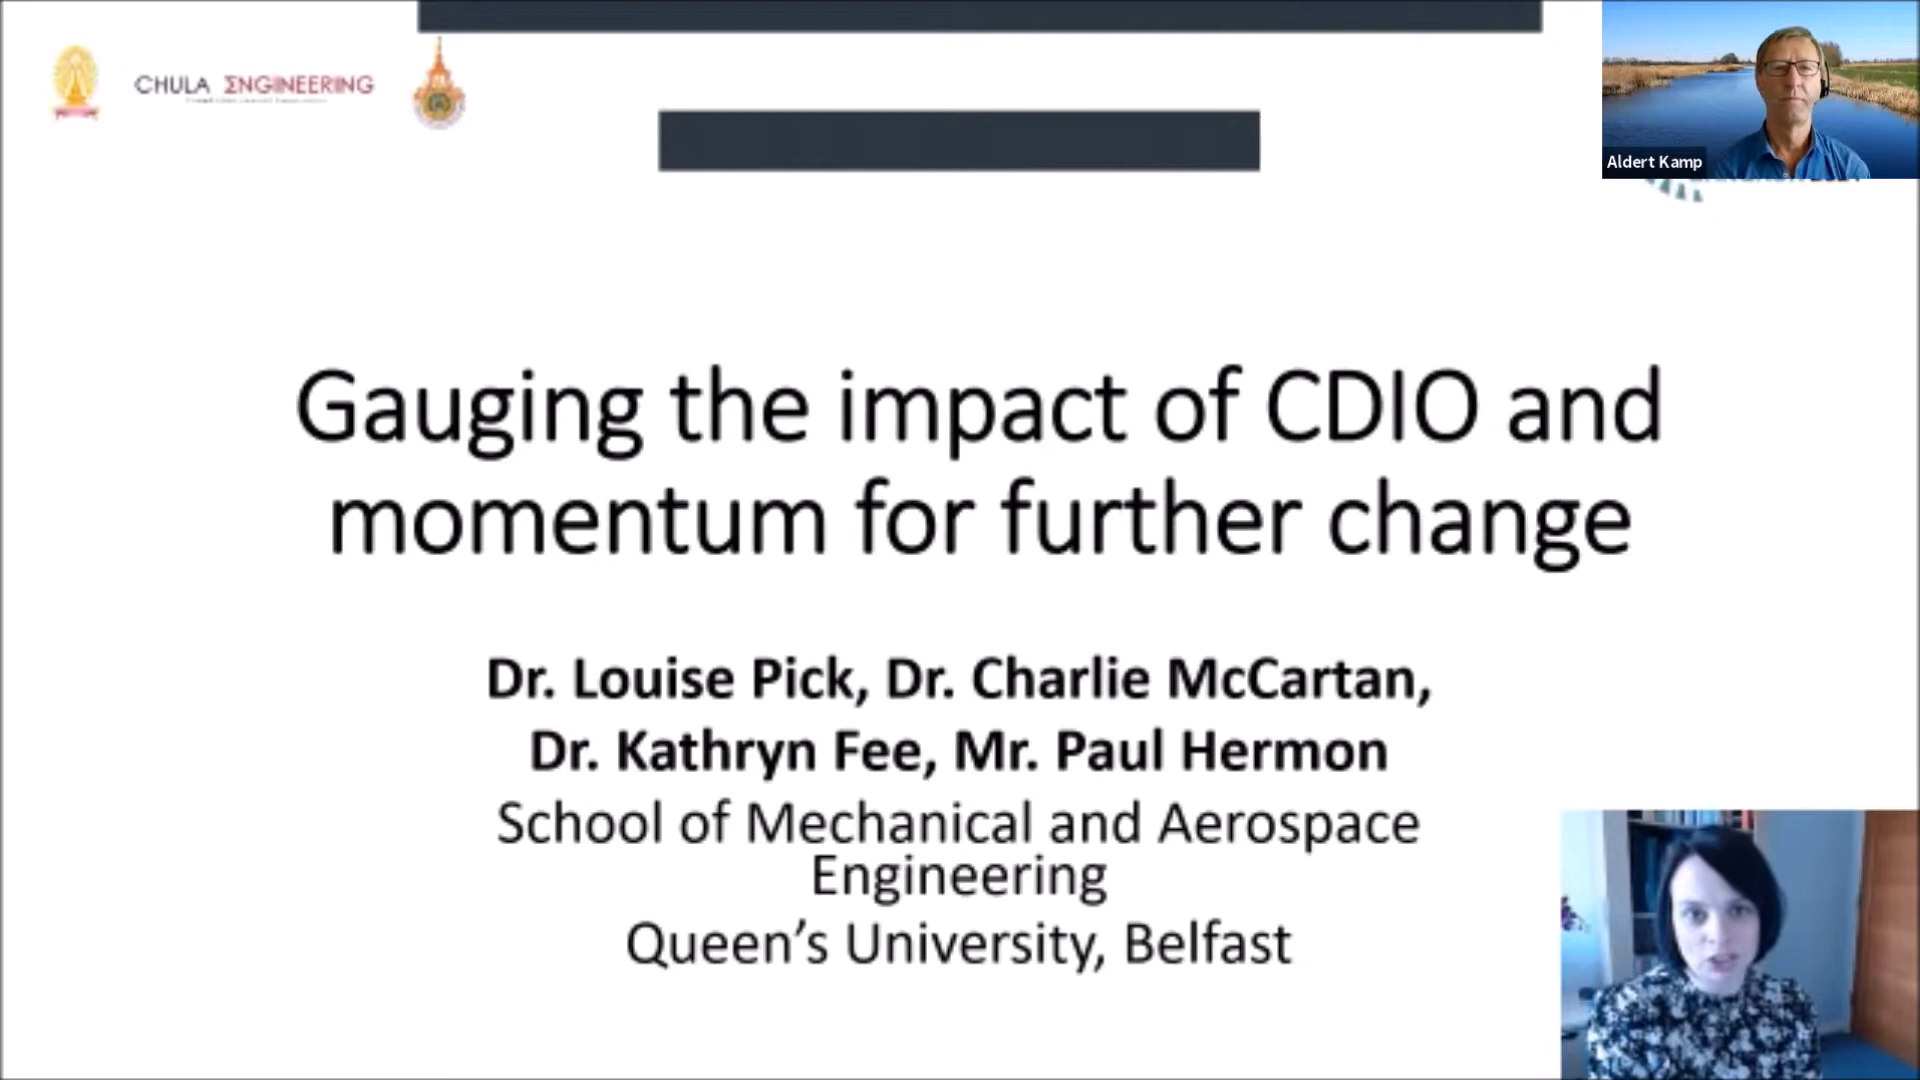 CHULA ΣNGINEERING
Aldert Kamp
Gauging the impact of CDIO and
momentum for further change
Dr. Louise Pick, Dr. Charlie McCartan,
Dr. Kathryn Fee, Mr. Paul Hermon
School of Mechanical and Aerospace
Engineering
Queen’s University, Belfast